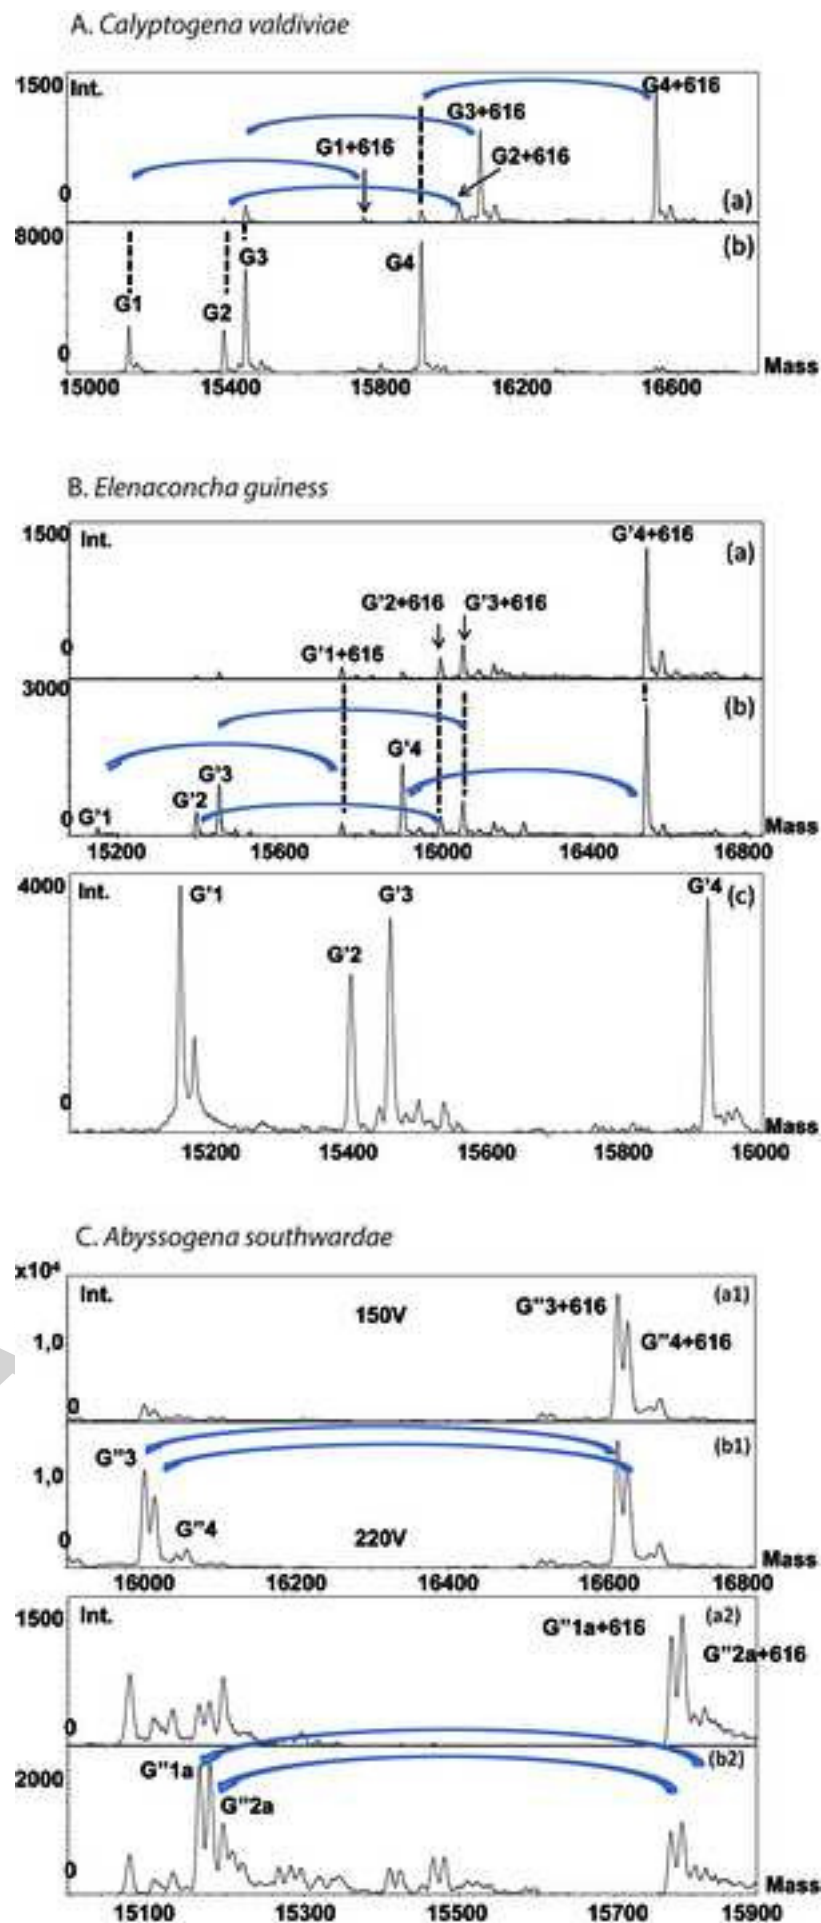 A. Calyptogena valdiviae
1500 Int. G4+616
G3+616
G1+616
G2+616
0 (a)
8000 (b)
G3
G4
G1
G2
0 Mass
15000 15400 15800 16200 16600
B. Elenaconcha guiness
1500 Int. G'4+616 (a)
G'2+616 G'3+616
0 G'1+616
3000 (b)
G'4
G'3
G'2
0 G'1 Mass
15200 15600 16000 16400 16800
4000 Int. G'1 G'3 G'4 (c)
G'2
0 Mass
15200 15400 15600 15800 16000
C. Abyssogena southwardae
x10⁴
Int. 150V G"3+616 (a1)
1,0 G"4+616
0
G"3 (b1)
1,0
G"4
0 220V Mass
16000 16200 16400 16600 16800
1500 Int. G"1a+616 (a2)
G"2a+616
0
G"1a (b2)
2000
G"2a
0 Mass
15100 15300 15500 15700 15900